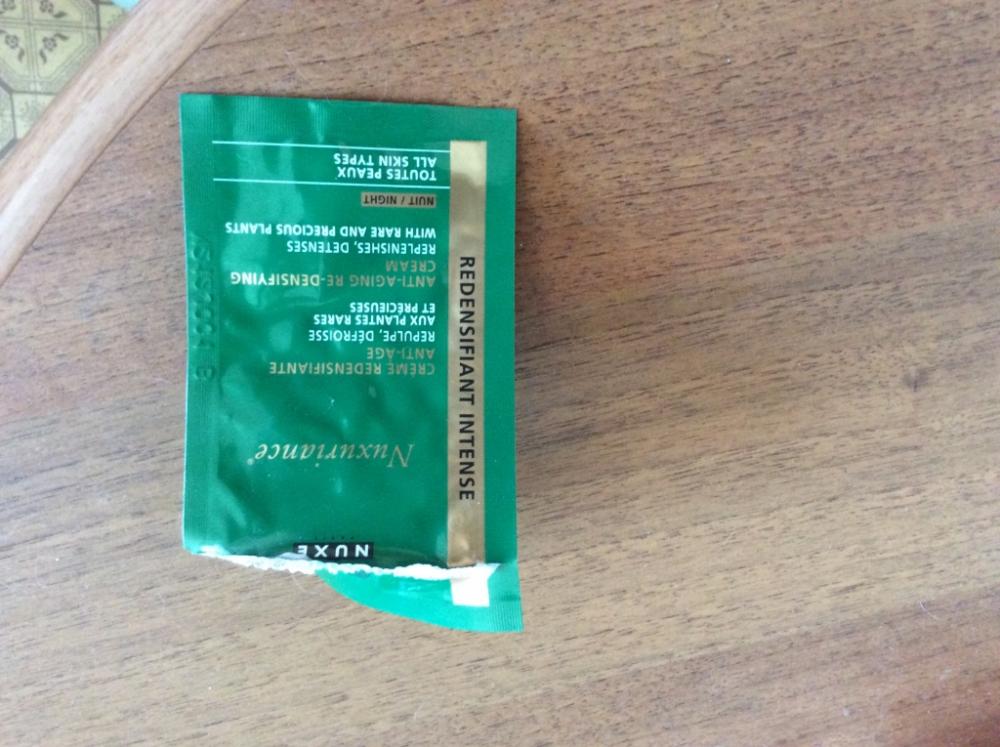 NUXE
Nuxuriance®
CRÈME REDENSIFIANTE
ANTI-ÂGE
REPULPE, DÉFROISSE
AUX PLANTES RARES
ET PRÉCIEUSES
ANTI-AGING RE-DENSIFYING
CREAM
REPLENISHES, DETENSES
WITH RARE AND PRECIOUS PLANTS
NUIT / NIGHT
TOUTES PEAUX
ALL SKIN TYPES
REDENSIFIANT INTENSE